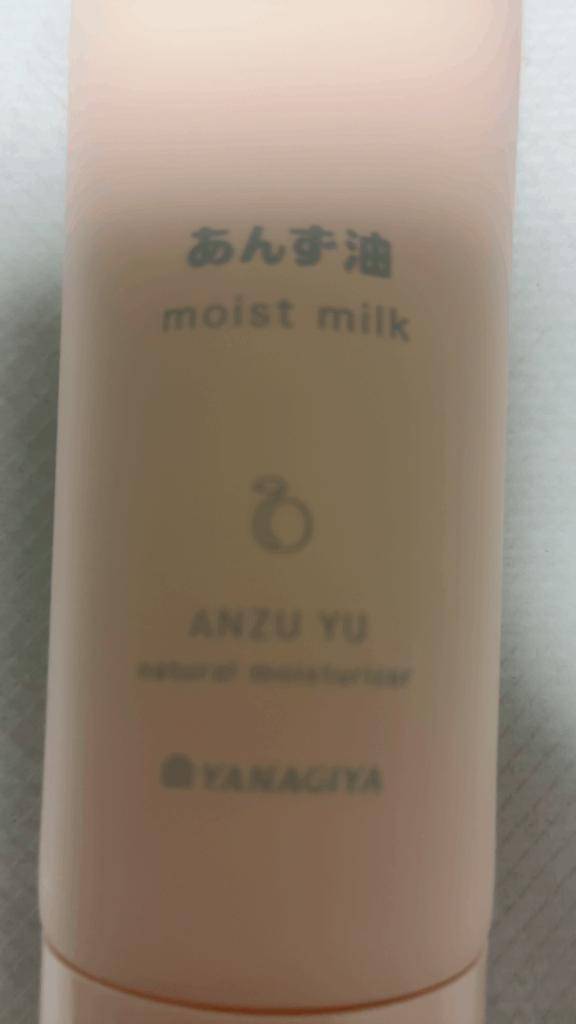 あんず油
moist milk
ANZU YU
natural moisturizer
YANAGIYA